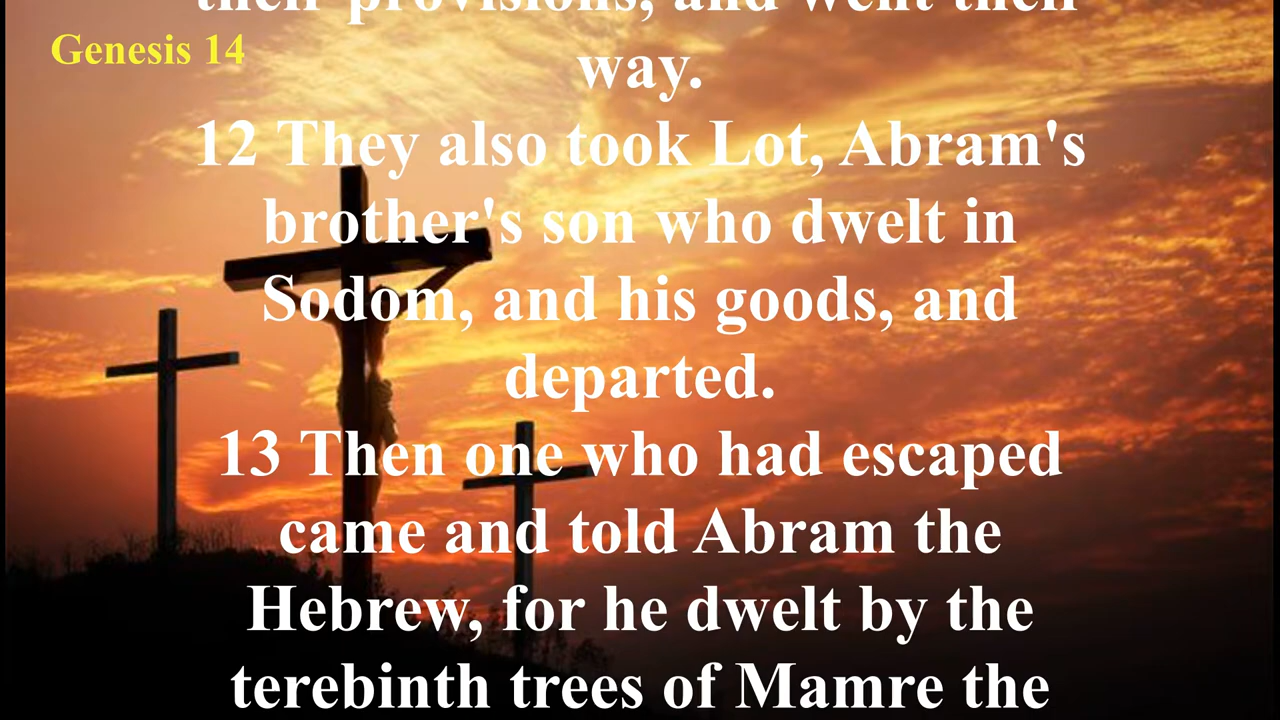 their provisions, and went their
Genesis 14
way.
12 They also took Lot, Abram's
brother's son who dwelt in
Sodom, and his goods, and
departed.
13 Then one who had escaped
came and told Abram the
Hebrew, for he dwelt by the
terebinth trees of Mamre the